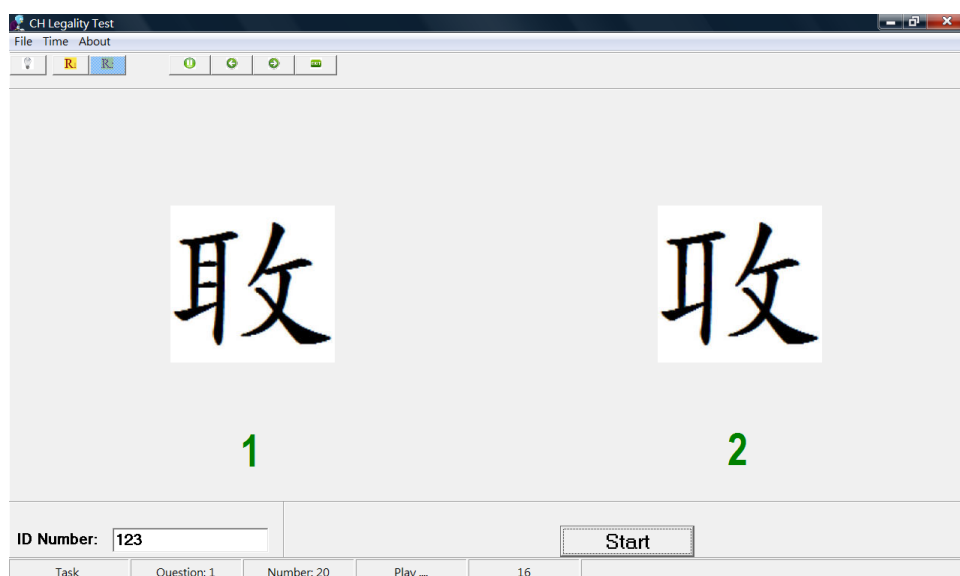 CH Legality Test
File Time About
R: R:
1 2
ID Number: 123 Start
Task Question: 1 Number: 20 Play .... 16